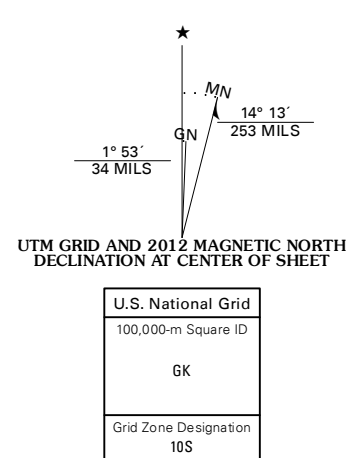 ★
MN
GN
14° 13´
253 MILS
1° 53´
34 MILS
UTM GRID AND 2012 MAGNETIC NORTH
DECLINATION AT CENTER OF SHEET
U.S. National Grid
100,000-m Square ID
GK
Grid Zone Designation
10S